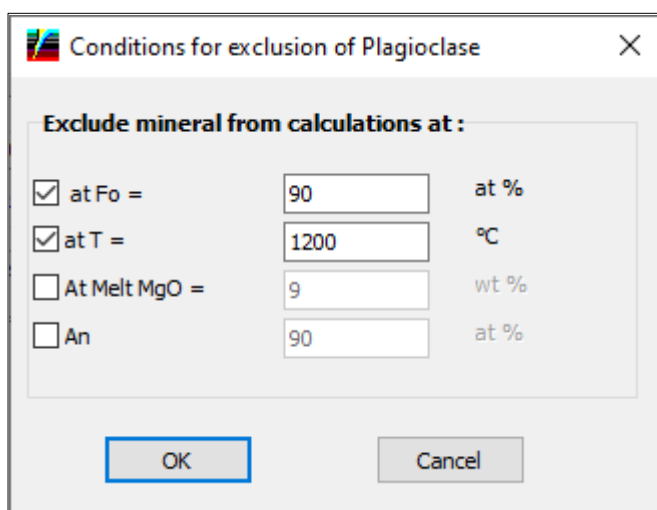 Conditions for exclusion of Plagioclase
Exclude mineral from calculations at :
at Fo = 90 at %
at T = 1200 ºC
At Melt MgO = 9 wt %
An 90 at %
OK Cancel